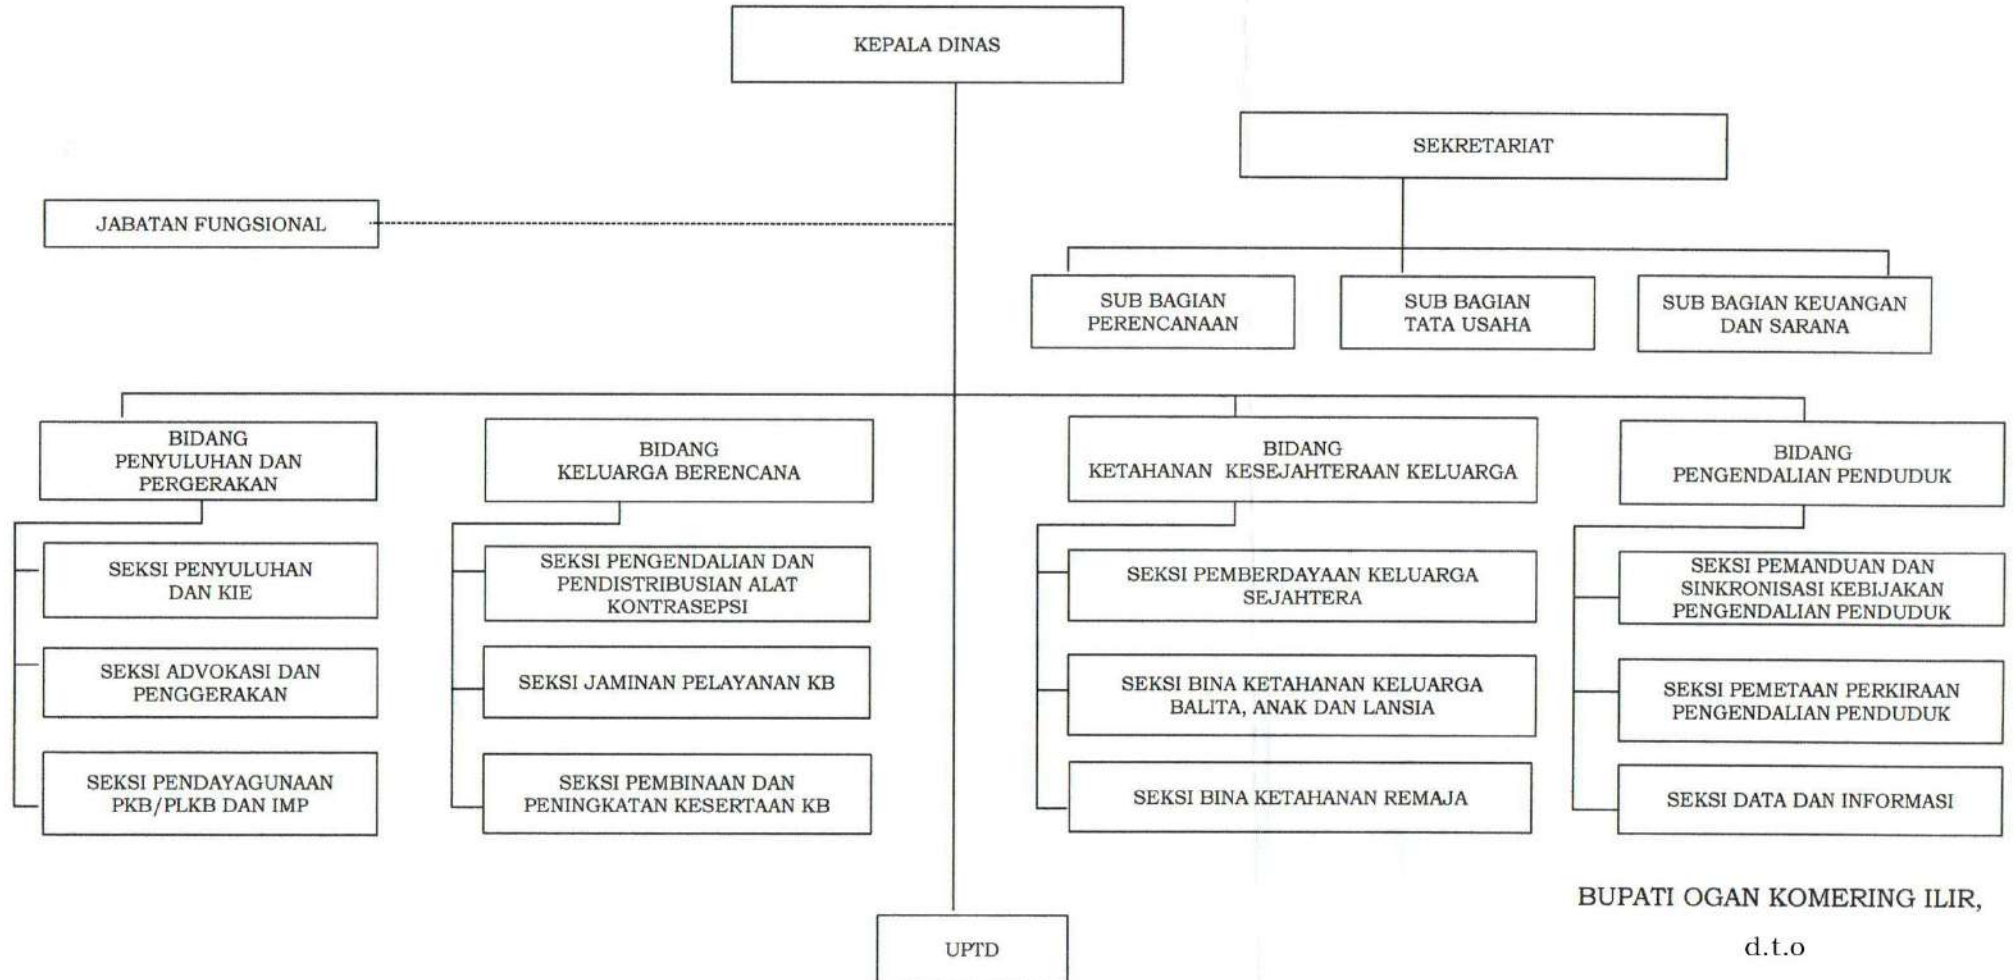 KEPALA DINAS
SEKRETARIAT
JABATAN FUNGSIONAL
SUB BAGIAN
PERENCANAAN
SUB BAGIAN
TATA USAHA
SUB BAGIAN KEUANGAN
DAN SARANA
BIDANG
PENYULUHAN DAN
PERGERAKAN
BIDANG
KELUARGA BERENCANA
BIDANG
KETAHANAN KESEJAHTERAAN KELUARGA
BIDANG
PENGENDALIAN PENDUDUK
SEKSI PENYULUHAN
DAN KIE
SEKSI PENGENDALIAN DAN
PENDISTRIBUSIAN ALAT
KONTRASEPSI
SEKSI PEMBERDAYAAN KELUARGA
SEJAHTERA
SEKSI PEMANDUAN DAN
SINKRONISASI KEBIJAKAN
PENGENDALIAN PENDUDUK
SEKSI ADVOKASI DAN
PENGGERAKAN
SEKSI JAMINAN PELAYANAN KB
SEKSI BINA KETAHANAN KELUARGA
BALITA, ANAK DAN LANSIA
SEKSI PEMETAAN PERKIRAAN
PENGENDALIAN PENDUDUK
SEKSI PENDAYAGUNAAN
PKB/PLKB DAN IMP
SEKSI PEMBINAAN DAN
PENINGKATAN KESERTAAN KB
SEKSI BINA KETAHANAN REMAJA
SEKSI DATA DAN INFORMASI
BUPATI OGAN KOMERING ILIR,
d.t.o
UPTD